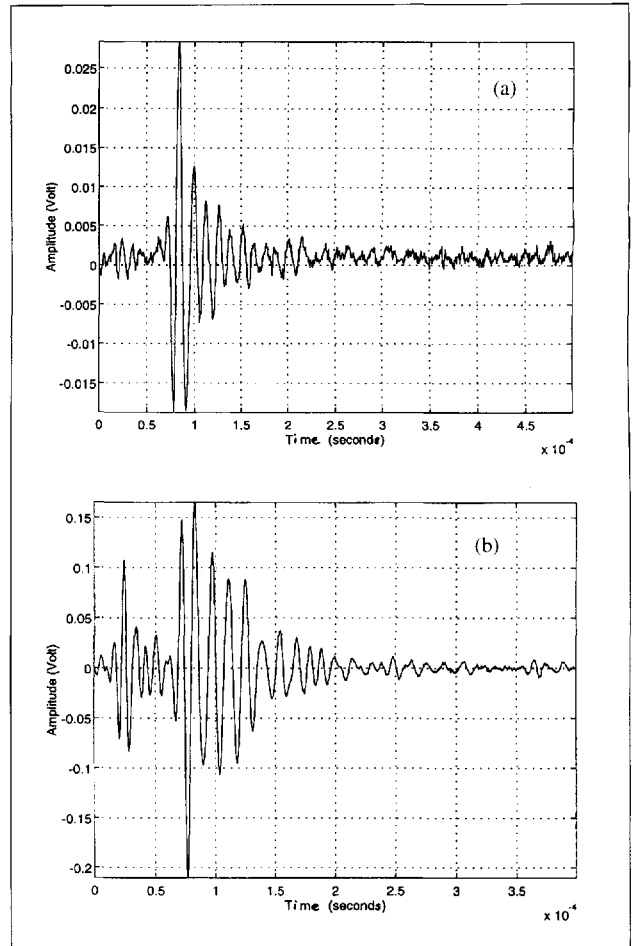 (a)
0.025
0.02
0.015
0.01
0.005
0
-0.005
-0.01
-0.015
Amplitude (Volt)
0 0.5 1 1.5 2 2.5 3 3.5 4 4.5 5
Time (seconds)
x 10⁻⁴
(b)
0.15
0.1
0.05
0
-0.05
-0.1
-0.15
-0.2
Amplitude (Volt)
0 0.5 1 1.5 2 2.5 3 3.5
Time (seconds)
x 10⁻⁴